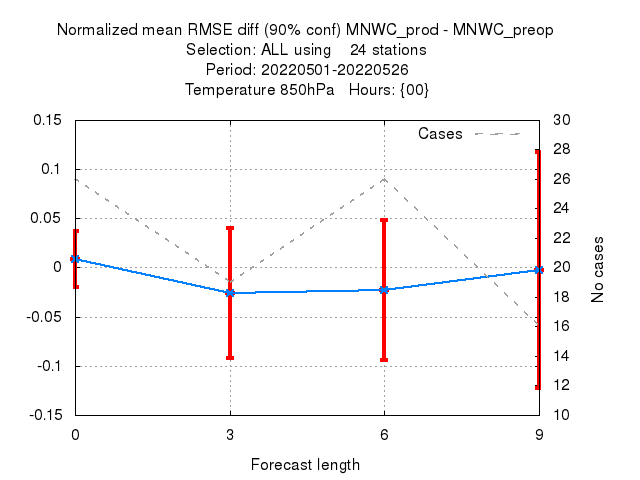 Normalized mean RMSE diff (90% conf) MNWC_prod - MNWC_preop
Selection: ALL using    24 stations
Period: 20220501-20220526
Temperature 850hPa   Hours: {00}
0.15
0.1
0.05
0
-0.05
-0.1
-0.15
Cases
30
28
26
24
22
20
18
16
14
12
10
No cases
0 3 6 9
Forecast length